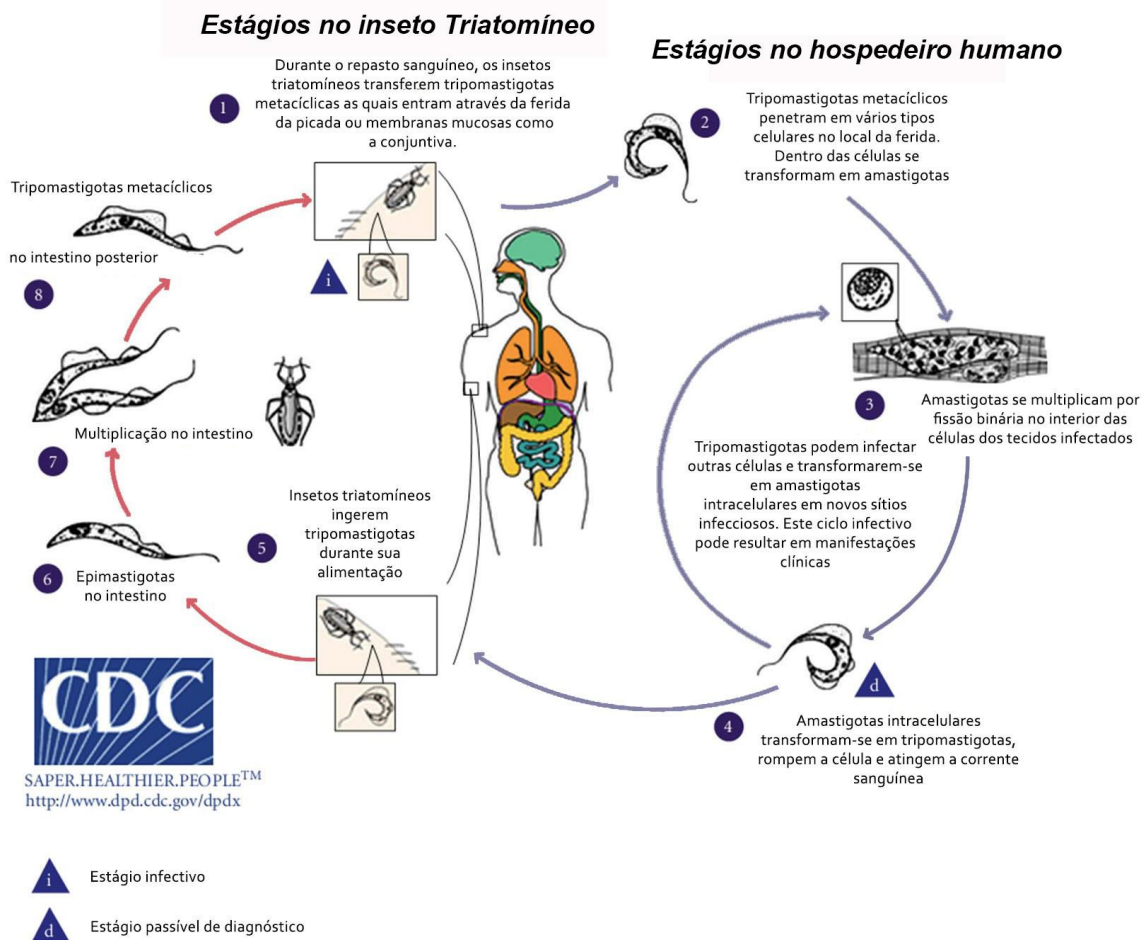 Estágios no inseto Triatomíneo
Estágios no hospedeiro humano
1
Durante o repasto sanguíneo, os insetos
triatomíneos transferem tripomastigotas
metacíclicas as quais entram através da ferida
da picada ou membranas mucosas como
a conjuntiva.
2
Tripomastigotas metacíclicos
penetram em vários tipos
celulares no local da ferida.
Dentro das células se
transformam em amastigotas
Tripomastigotas metacíclicos
no intestino posterior
8
i
3
Amastigotas se multiplicam por
fissão binária no interior das
células dos tecidos infectados
Multiplicação no intestino
7
Tripomastigotas podem infectar
outras células e transformarem-se
em amastigotas
intracelulares em novos sítios
infecciosos. Este ciclo infectivo
pode resultar em manifestações
clínicas
5
Insetos triatomíneos
ingerem
tripomastigotas
durante sua
alimentação
6
Epimastigotas
no intestino
d
4
Amastigotas intracelulares
transformam-se em tripomastigotas,
rompem a célula e atingem a corrente
sanguínea
CDC
SAPER.HEALTHIER.PEOPLE™
http://www.dpd.cdc.gov/dpdx
i Estágio infectivo
d Estágio passível de diagnóstico